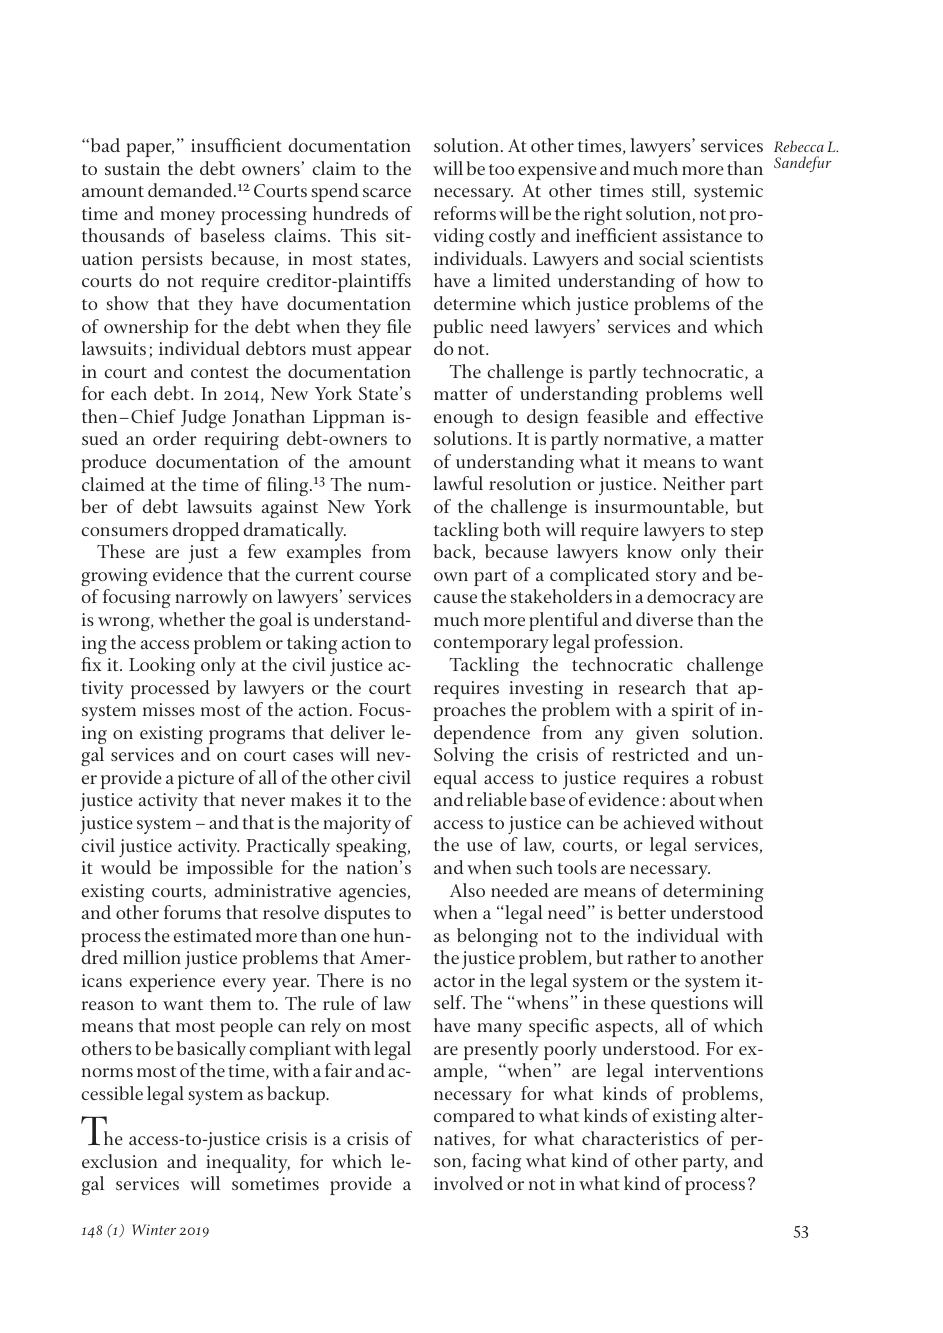 “bad paper,” insufficient documentation
to sustain the debt owners’ claim to the
amount demanded.¹² Courts spend scarce
time and money processing hundreds of
thousands of baseless claims. This sit-
uation persists because, in most states,
courts do not require creditor-plaintiffs
to show that they have documentation
of ownership for the debt when they file
lawsuits; individual debtors must appear
in court and contest the documentation
for each debt. In 2014, New York State’s
then–Chief Judge Jonathan Lippman is-
sued an order requiring debt-owners to
produce documentation of the amount
claimed at the time of filing.¹³ The num-
ber of debt lawsuits against New York
consumers dropped dramatically.
These are just a few examples from
growing evidence that the current course
of focusing narrowly on lawyers’ services
is wrong, whether the goal is understand-
ing the access problem or taking action to
fix it. Looking only at the civil justice ac-
tivity processed by lawyers or the court
system misses most of the action. Focus-
ing on existing programs that deliver le-
gal services and on court cases will nev-
er provide a picture of all of the other civil
justice activity that never makes it to the
justice system – and that is the majority of
civil justice activity. Practically speaking,
it would be impossible for the nation’s
existing courts, administrative agencies,
and other forums that resolve disputes to
process the estimated more than one hun-
dred million justice problems that Amer-
icans experience every year. There is no
reason to want them to. The rule of law
means that most people can rely on most
others to be basically compliant with legal
norms most of the time, with a fair and ac-
cessible legal system as backup.
The access-to-justice crisis is a crisis of
exclusion and inequality, for which le-
gal services will sometimes provide a
solution. At other times, lawyers’ services
will be too expensive and much more than
necessary. At other times still, systemic
reforms will be the right solution, not pro-
viding costly and inefficient assistance to
individuals. Lawyers and social scientists
have a limited understanding of how to
determine which justice problems of the
public need lawyers’ services and which
do not.
The challenge is partly technocratic, a
matter of understanding problems well
enough to design feasible and effective
solutions. It is partly normative, a matter
of understanding what it means to want
lawful resolution or justice. Neither part
of the challenge is insurmountable, but
tackling both will require lawyers to step
back, because lawyers know only their
own part of a complicated story and be-
cause the stakeholders in a democracy are
much more plentiful and diverse than the
contemporary legal profession.
Tackling the technocratic challenge
requires investing in research that ap-
proaches the problem with a spirit of in-
dependence from any given solution.
Solving the crisis of restricted and un-
equal access to justice requires a robust
and reliable base of evidence: about when
access to justice can be achieved without
the use of law, courts, or legal services,
and when such tools are necessary.
Also needed are means of determining
when a “legal need” is better understood
as belonging not to the individual with
the justice problem, but rather to another
actor in the legal system or the system it-
self. The “whens” in these questions will
have many specific aspects, all of which
are presently poorly understood. For ex-
ample, “when” are legal interventions
necessary for what kinds of problems,
compared to what kinds of existing alter-
natives, for what characteristics of per-
son, facing what kind of other party, and
involved or not in what kind of process?
Rebecca L.
Sandefur
148 (1) Winter 2019
53